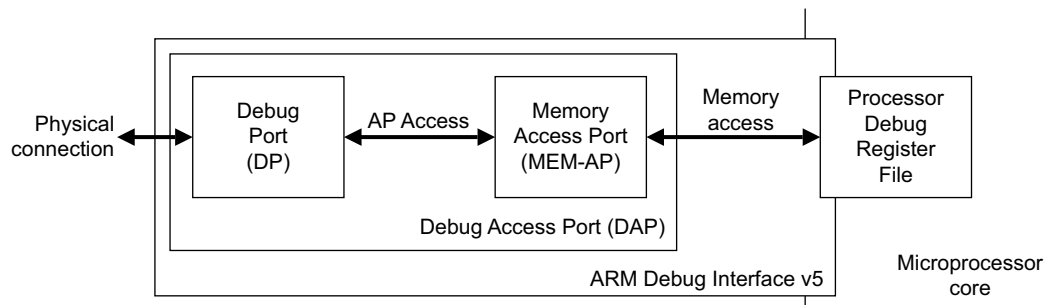 Physical
connection
Debug
Port
(DP)
AP Access
Memory
Access Port
(MEM-AP)
Memory
access
Processor
Debug
Register
File
Debug Access Port (DAP)
ARM Debug Interface v5
Microprocessor
core